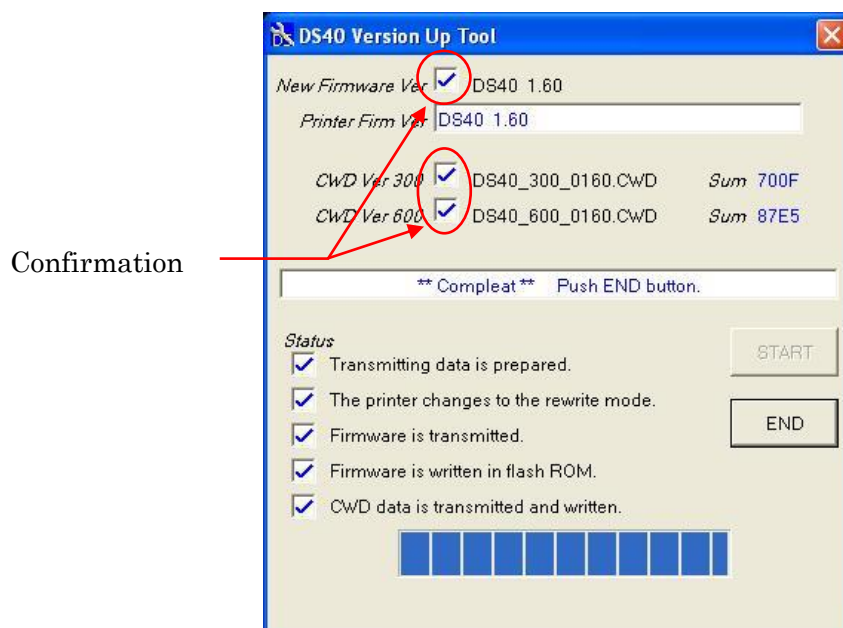 DS40 Version Up Tool
New Firmware Ver DS40 1.60
Printer Firm Ver DS40 1.60
CWD Ver 300 DS40_300_0160.CWD Sum 700F
CWD Ver 600 DS40_600_0160.CWD Sum 87E5
Confirmation
** Compleat ** Push END button.
Status
START
Transmitting data is prepared.
The printer changes to the rewrite mode.
END
Firmware is transmitted.
Firmware is written in flash ROM.
CWD data is transmitted and written.